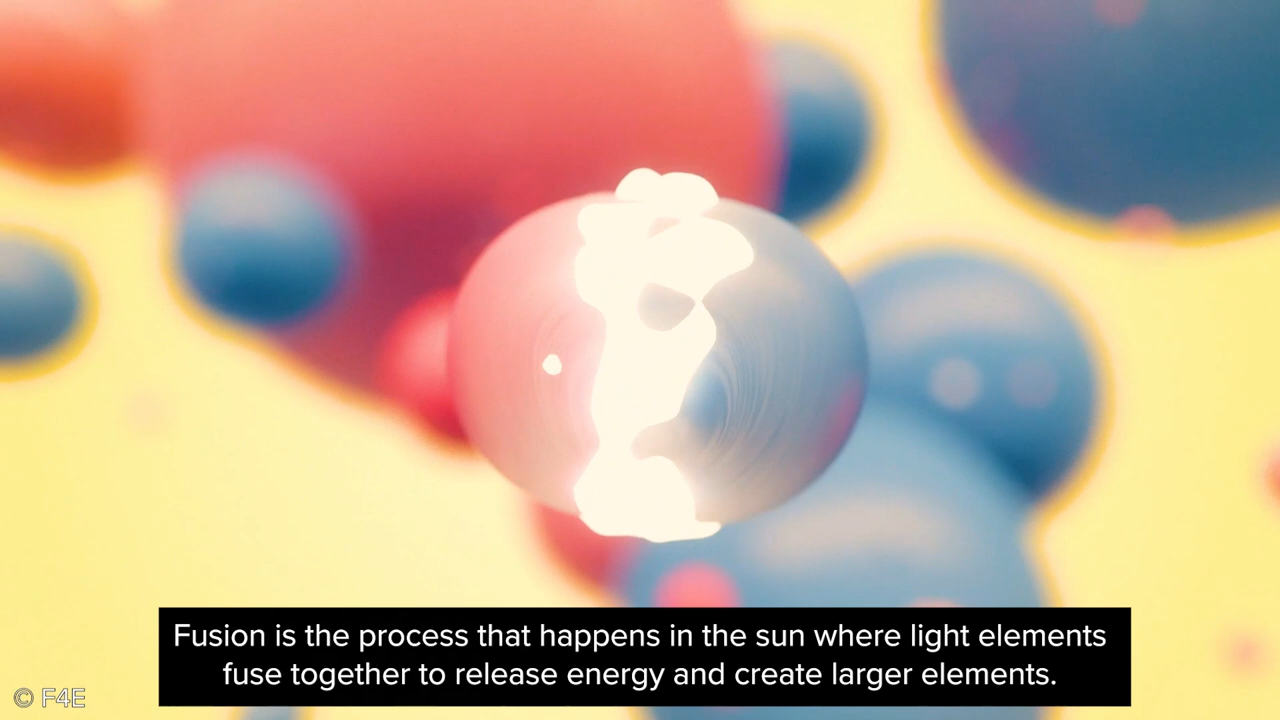 Fusion is the process that happens in the sun where light elements
fuse together to release energy and create larger elements.
© F4E